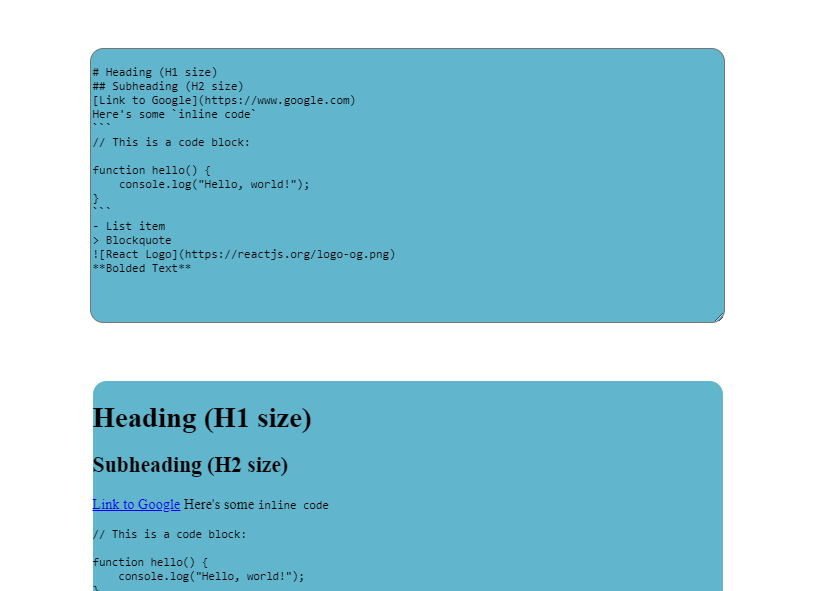 # Heading (H1 size)
## Subheading (H2 size)
[Link to Google](https://www.google.com)
Here's some `inline code`
```
// This is a code block:
function hello() {
    console.log("Hello, world!");
}
```
- List item
> Blockquote
![React Logo](https://reactjs.org/logo-og.png)
**Bolded Text**
Heading (H1 size)
Subheading (H2 size)
Link to Google Here's some inline code
// This is a code block:
function hello() {
    console.log("Hello, world!");
}